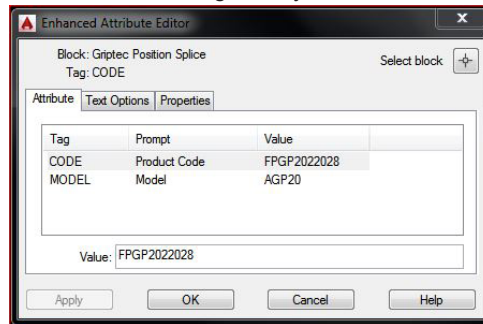 Enhanced Attribute Editor
Block: Griptec Position Splice
Tag: CODE
Select block
Attribute Text Options Properties
Tag Prompt Value
CODE Product Code FPGP2022028
MODEL Model AGP20
Value: FPGP2022028
Apply OK Cancel Help